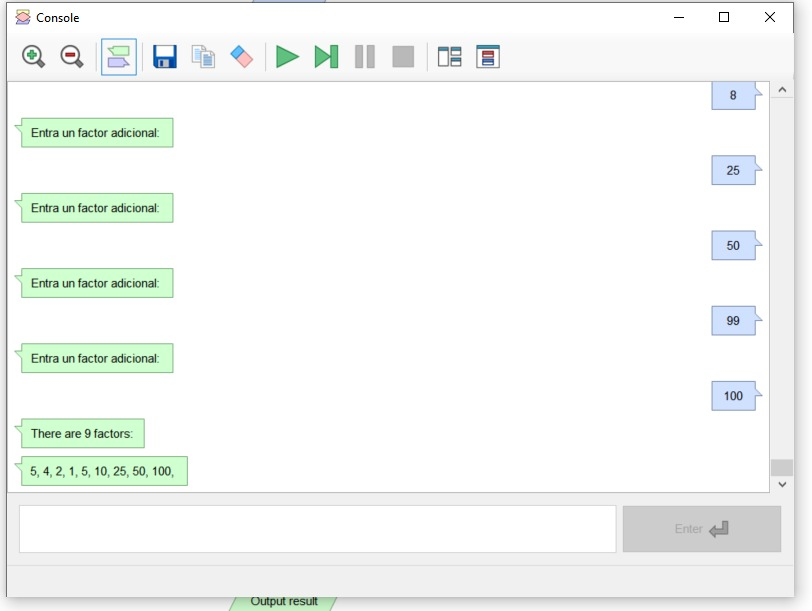 Console
8
Entra un factor adicional:
25
Entra un factor adicional:
50
Entra un factor adicional:
99
Entra un factor adicional:
100
There are 9 factors:
5, 4, 2, 1, 5, 10, 25, 50, 100,
Enter
Output result